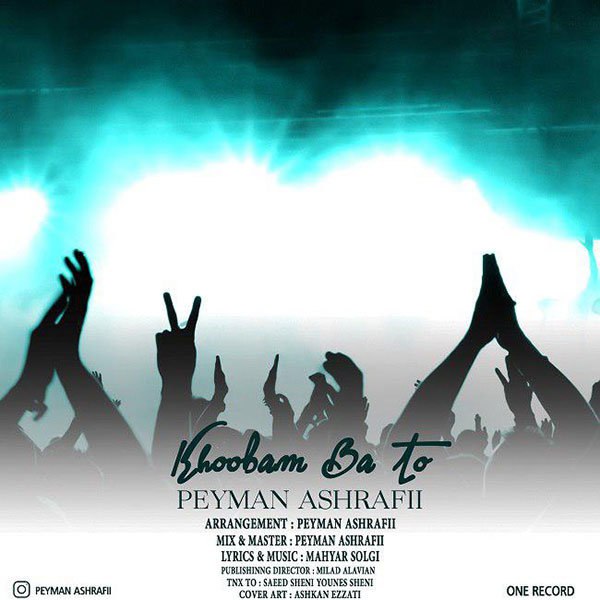 Khoobam Ba to
PEYMAN ASHRAFII
ARRANGEMENT : PEYMAN ASHRAFII
MIX & MASTER : PEYMAN ASHRAFII
LYRICS & MUSIC : MAHYAR SOLGI
PUBLISHINNG DIRECTOR : MILAD ALAVIAN
TNX TO : SAEED SHENI YOUNES SHENI
COVER ART : ASHKAN EZZATI
PEYMAN ASHRAFII
ONE RECORD